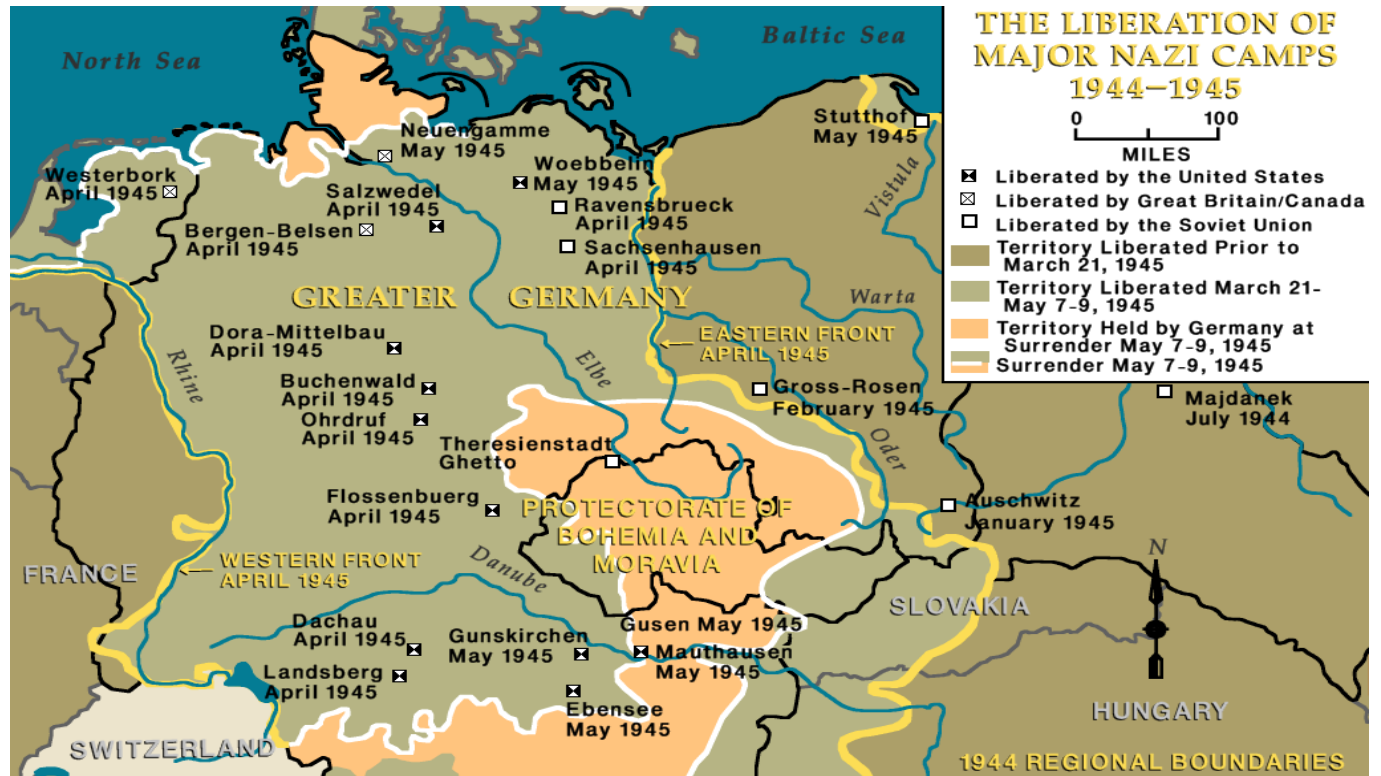 THE LIBERATION OF
MAJOR NAZI CAMPS
1944–1945
0 100
MILES
Liberated by the United States
Liberated by Great Britain/Canada
Liberated by the Soviet Union
Territory Liberated Prior to
March 21, 1945
Territory Liberated March 21-
May 7-9, 1945
Territory Held by Germany at
Surrender May 7-9, 1945
Surrender May 7-9, 1945
North Sea
Baltic Sea
Stutthof
May 1945
Neuengamme
May 1945
Woebbelin
May 1945
Westerbork
April 1945
Salzwedel
April 1945
Ravensbrueck
April 1945
Bergen-Belsen
April 1945
Sachsenhausen
April 1945
Vistula
GREATER GERMANY
Warta
Dora-Mittelbau
April 1945
EASTERN FRONT
APRIL 1945
Rhine
Elbe
Buchenwald
April 1945
Gross-Rosen
February 1945
Majdanek
July 1944
Ohrdruf
April 1945
Oder
Theresienstadt
Ghetto
Flossenbuerg
April 1945
PROTECTORATE OF
BOHEMIA AND
MORAVIA
Auschwitz
January 1945
FRANCE
WESTERN FRONT
APRIL 1945
Danube
N
SLOVAKIA
Dachau
April 1945
Gunskirchen
May 1945
Gusen May 1945
Mauthausen
May 1945
Landsberg
April 1945
Ebensee
May 1945
HUNGARY
SWITZERLAND
1944 REGIONAL BOUNDARIES